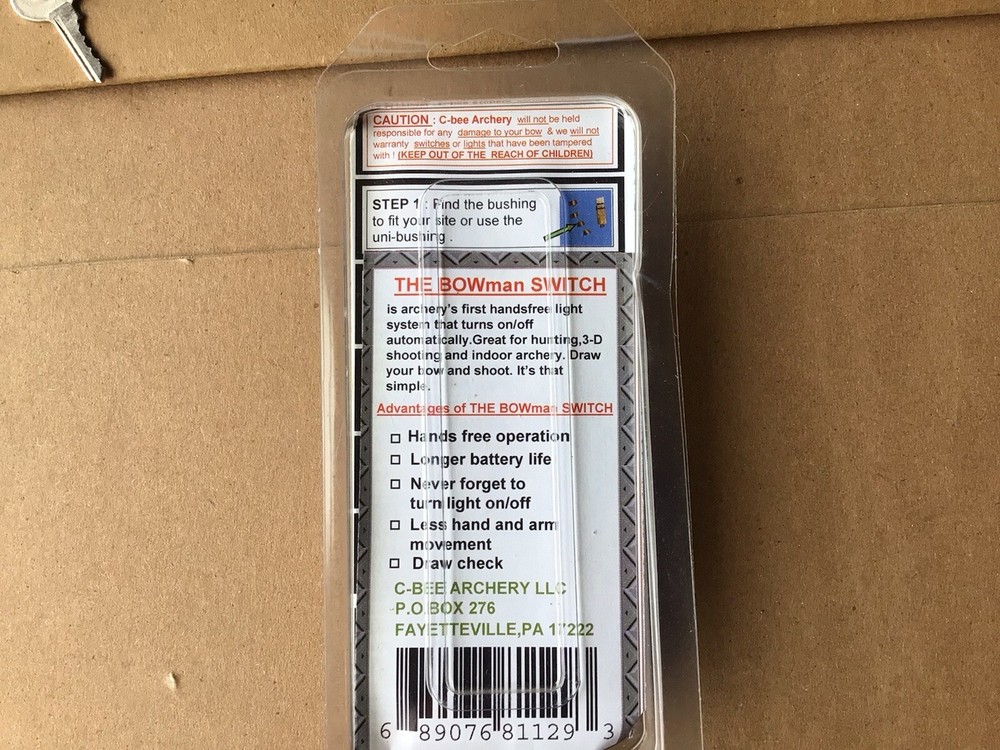 CAUTION : C-bee Archery will not be held
responsible for any damage to your bow & we will not
warranty switches or lights that have been tampered
with ! (KEEP OUT OF THE REACH OF CHILDREN)
STEP 1 : Find the bushing
to fit your site or use the
uni-bushing .
THE BOWman SWITCH
is archery's first handsfree light
system that turns on/off
automatically.Great for hunting,3-D
shooting and indoor archery. Draw
your bow and shoot. It's that
simple.
Advantages of THE BOWman SWITCH
Hands free operation
Longer battery life
Never forget to
turn light on/off
Less hand and arm
movement
Draw check
C-BEE ARCHERY LLC
P.O.BOX 276
FAYETTEVILLE,PA 17222
6 89076 81129 3